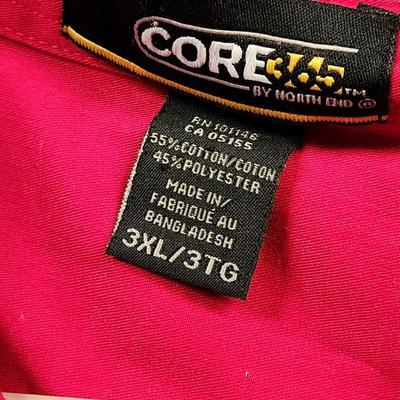 CORE365™
BY NORTH END ®
RN 101146
CA 05155
55%COTTON/COTON
45%POLYESTER
MADE IN/
FABRIQUÉ AU
BANGLADESH
3XL/3TG